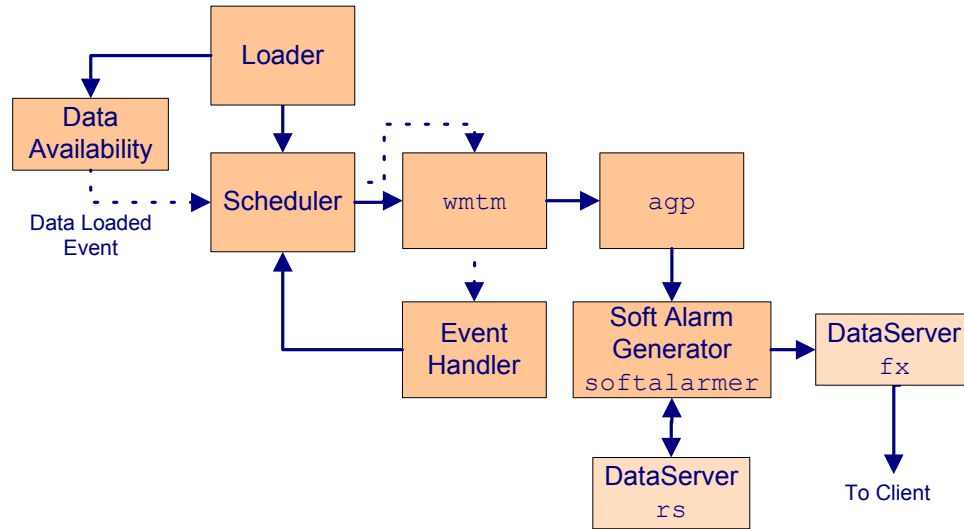 Loader
Data
Availability
Scheduler
wmtm
agp
Data Loaded
Event
Event
Handler
Soft Alarm
Generator
softalarmer
DataServer
fx
DataServer
rs
To Client